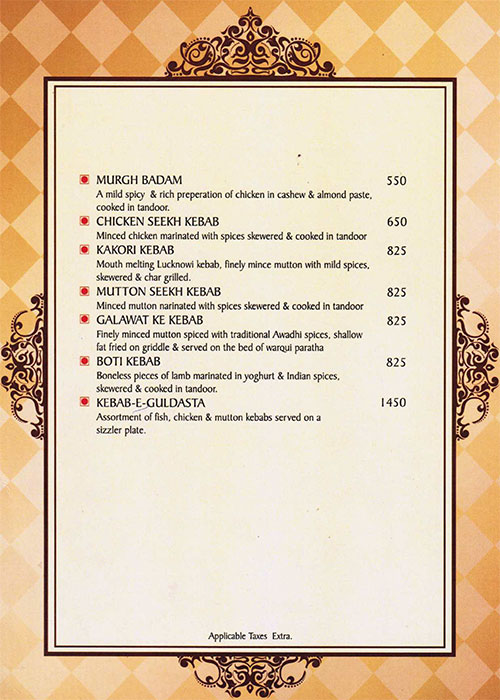 MURGH BADAM 550
A mild spicy & rich preperation of chicken in cashew & almond paste,
cooked in tandoor.
CHICKEN SEEKH KEBAB 650
Minced chicken marinated with spices skewered & cooked in tandoor
KAKORI KEBAB 825
Mouth melting Lucknowi kebab, finely mince mutton with mild spices,
skewered & char grilled.
MUTTON SEEKH KEBAB 825
Minced mutton narinated with spices skewered & cooked in tandoor
GALAWAT KE KEBAB 825
Finely minced mutton spiced with traditional Awadhi spices, shallow
fat fried on griddle & served on the bed of warqui paratha
BOTI KEBAB 825
Boneless pieces of lamb marinated in yoghurt & Indian spices,
skewered & cooked in tandoor.
KEBAB-E-GULDASTA 1450
Assortment of fish, chicken & mutton kebabs served on a
sizzler plate.
Applicable Taxes Extra.